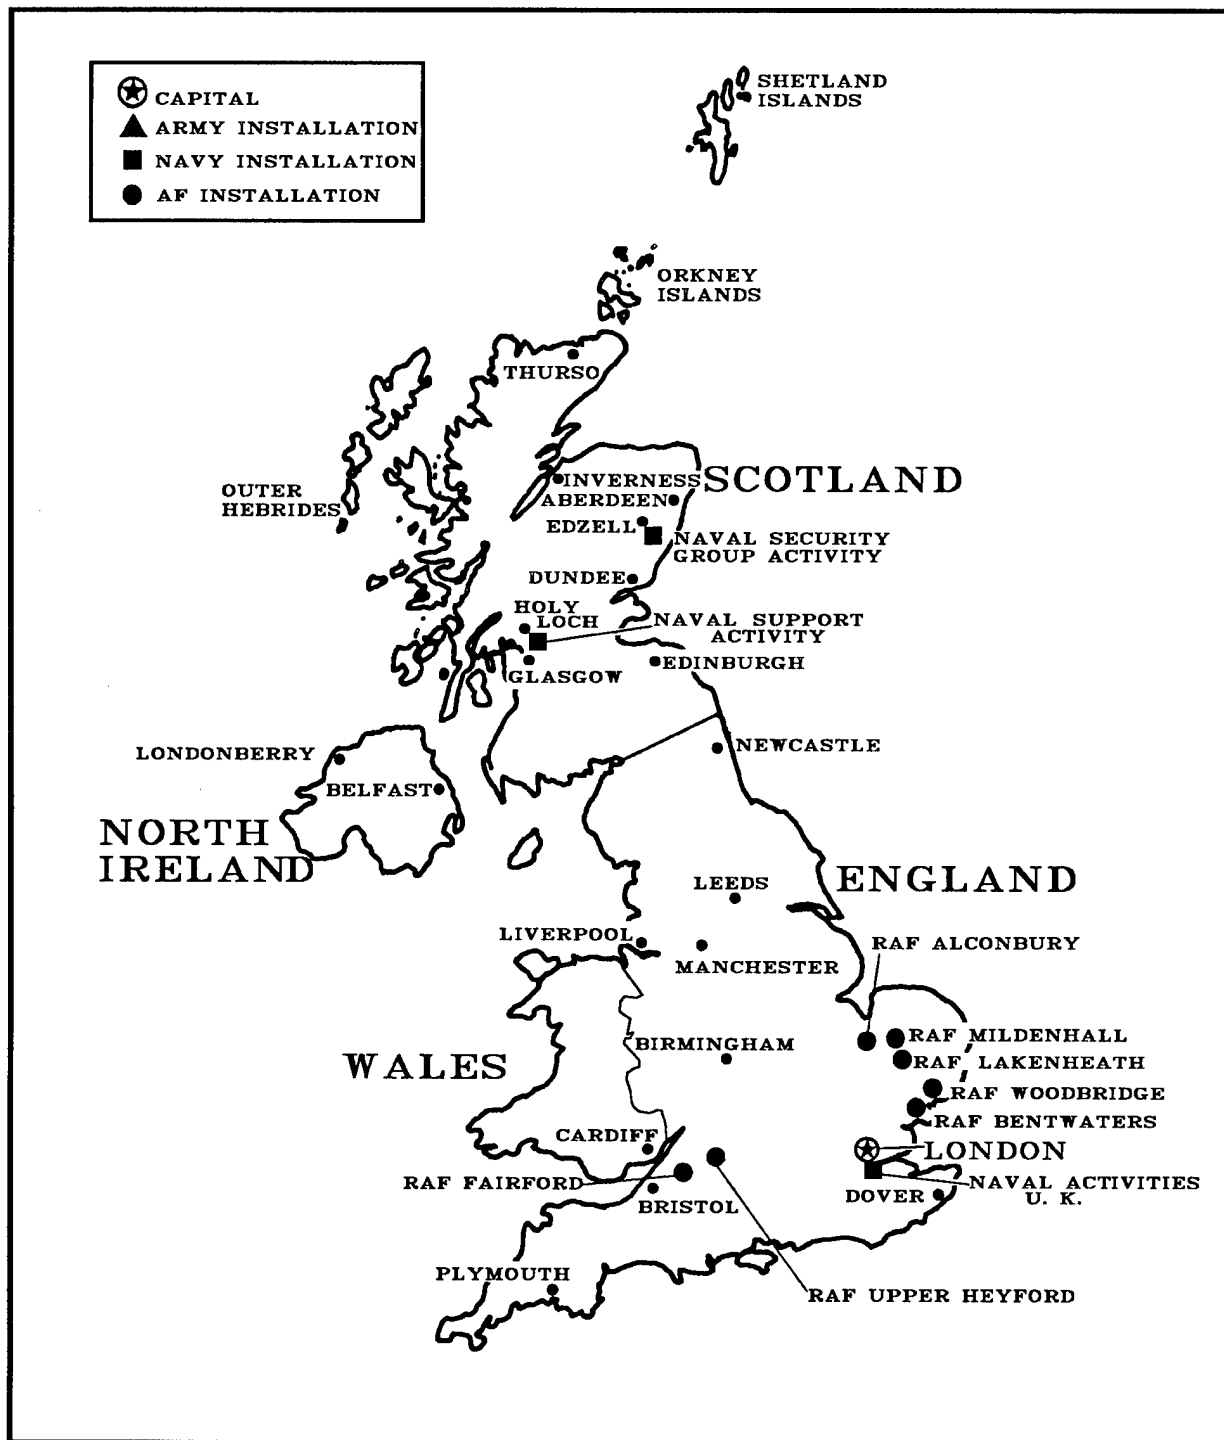 CAPITAL
ARMY INSTALLATION
NAVY INSTALLATION
AF INSTALLATION
SHETLAND
ISLANDS
ORKNEY
ISLANDS
THURSO
OUTER
HEBRIDES
INVERNESS
SCOTLAND
ABERDEEN
EDZELL
NAVAL SECURITY
GROUP ACTIVITY
DUNDEE
HOLY
LOCH
NAVAL SUPPORT
ACTIVITY
GLASGOW
EDINBURGH
LONDONBERRY
NEWCASTLE
BELFAST
NORTH
IRELAND
LEEDS
ENGLAND
LIVERPOOL
MANCHESTER
RAF ALCONBURY
WALES
BIRMINGHAM
RAF MILDENHALL
RAF LAKENHEATH
RAF WOODBRIDGE
RAF BENTWATERS
CARDIFF
LONDON
RAF FAIRFORD
BRISTOL
DOVER
NAVAL ACTIVITIES
U. K.
PLYMOUTH
RAF UPPER HEYFORD